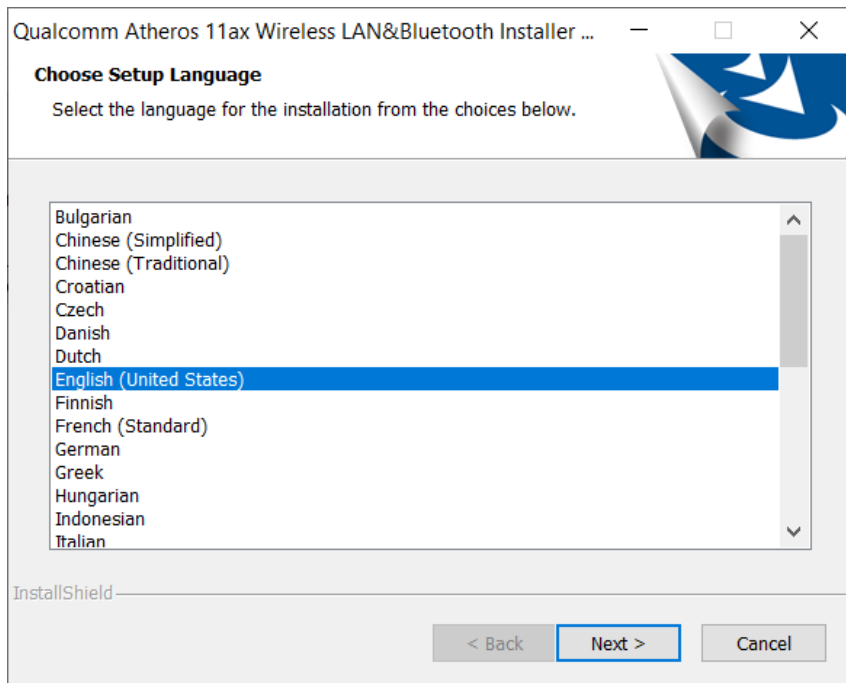 Qualcomm Atheros 11ax Wireless LAN&Bluetooth Installer ...
Choose Setup Language
Select the language for the installation from the choices below.
Bulgarian
Chinese (Simplified)
Chinese (Traditional)
Croatian
Czech
Danish
Dutch
English (United States)
Finnish
French (Standard)
German
Greek
Hungarian
Indonesian
Italian
InstallShield
< Back Next > Cancel